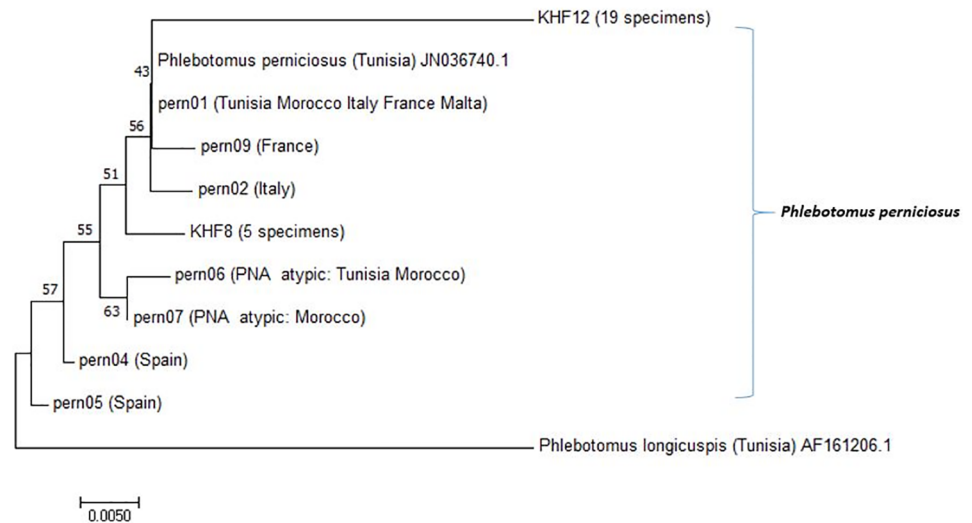 KHF12 (19 specimens)
Phlebotomus perniciosus (Tunisia) JN036740.1
43
pern01 (Tunisia Morocco Italy France Malta)
56
pern09 (France)
51
pern02 (Italy)
Phlebotomus perniciosus
55
KHF8 (5 specimens)
pern06 (PNA atypic: Tunisia Morocco)
57
63
pern07 (PNA atypic: Morocco)
pern04 (Spain)
pern05 (Spain)
Phlebotomus longicuspis (Tunisia) AF161206.1
0.0050